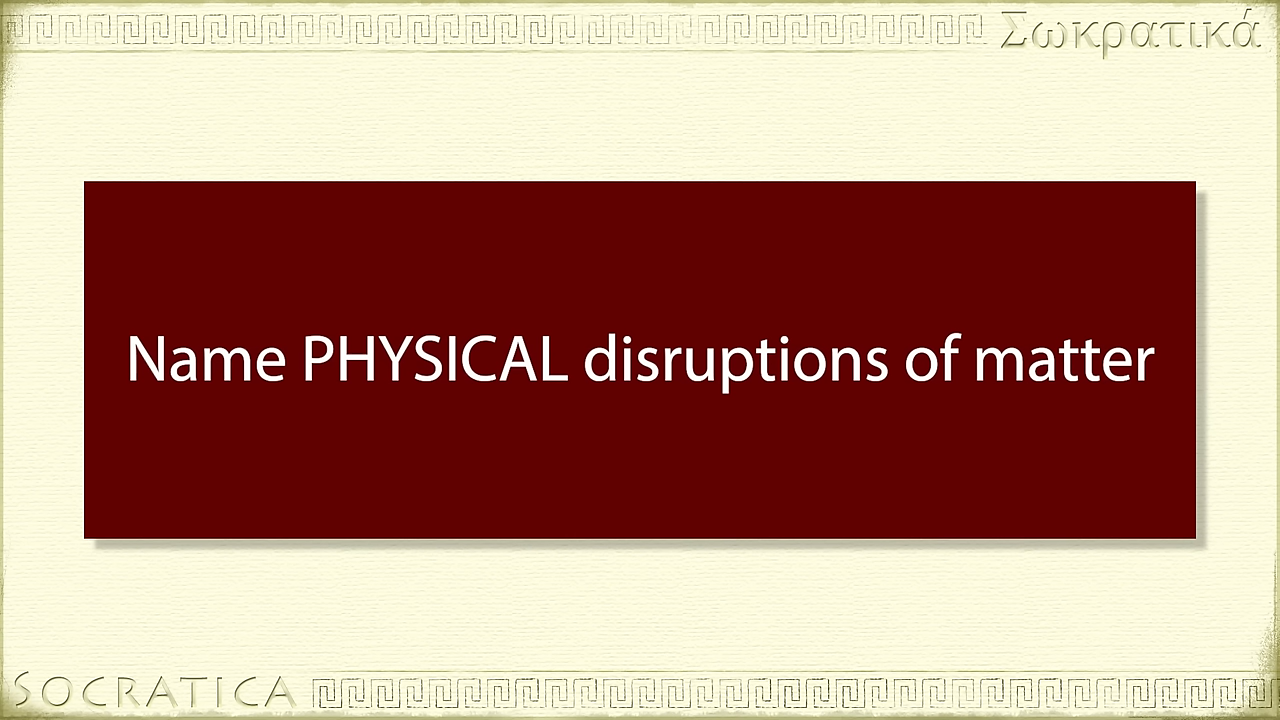 Σωκρατικά
Name PHYSICAL disruptions of matter
SOCRATICA